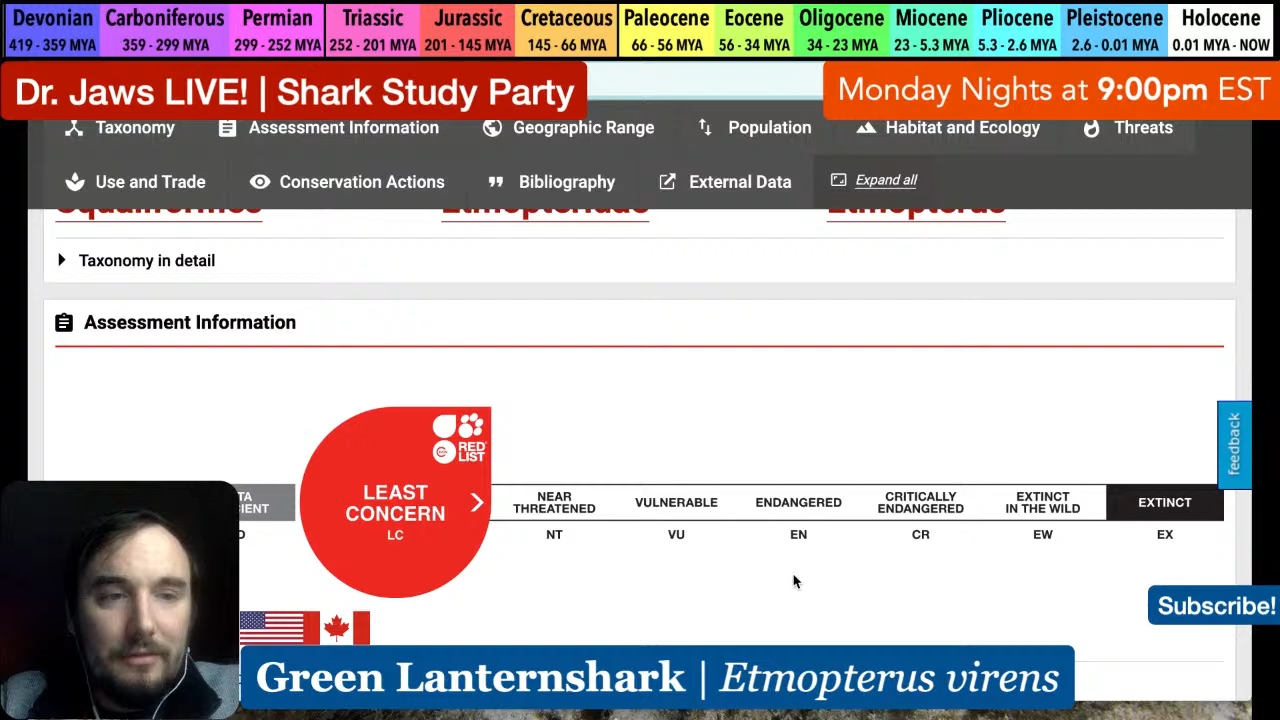 Devonian Carboniferous Permian Triassic Jurassic Cretaceous Paleocene Eocene Oligocene Miocene Pliocene Pleistocene Holocene
419 - 359 MYA 359 - 299 MYA 299 - 252 MYA 252 - 201 MYA 201 - 145 MYA 145 - 66 MYA 66 - 56 MYA 56 - 34 MYA 34 - 23 MYA 23 - 5.3 MYA 5.3 - 2.6 MYA 2.6 - 0.01 MYA 0.01 MYA - NOW
Dr. Jaws LIVE! | Shark Study Party
Monday Nights at 9:00pm EST
Taxonomy Assessment Information Geographic Range Population Habitat and Ecology Threats
Use and Trade Conservation Actions Bibliography External Data Expand all
Squaliformes Etmopteridae Etmopterus
Taxonomy in detail
Assessment Information
feedback
RED
LIST
LEAST
CONCERN
LC
NEAR
THREATENED
NT
VULNERABLE
VU
ENDANGERED
EN
CRITICALLY
ENDANGERED
CR
EXTINCT
IN THE WILD
EW
EXTINCT
EX
Subscribe!
Green Lanternshark | Etmopterus virens